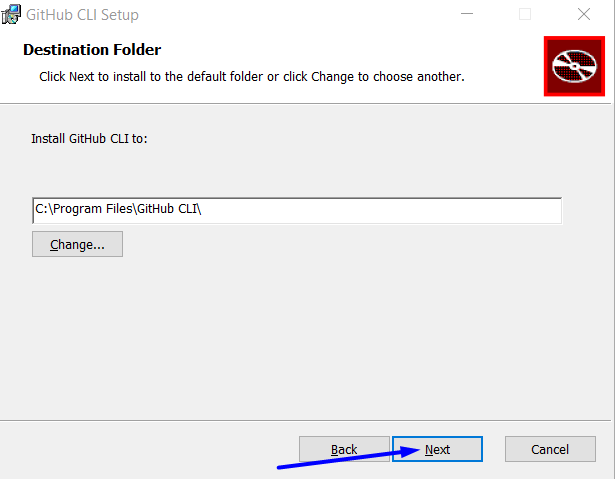 GitHub CLI Setup
Destination Folder
Click Next to install to the default folder or click Change to choose another.
Install GitHub CLI to:
C:\Program Files\GitHub CLI\
Change...
Back Next Cancel